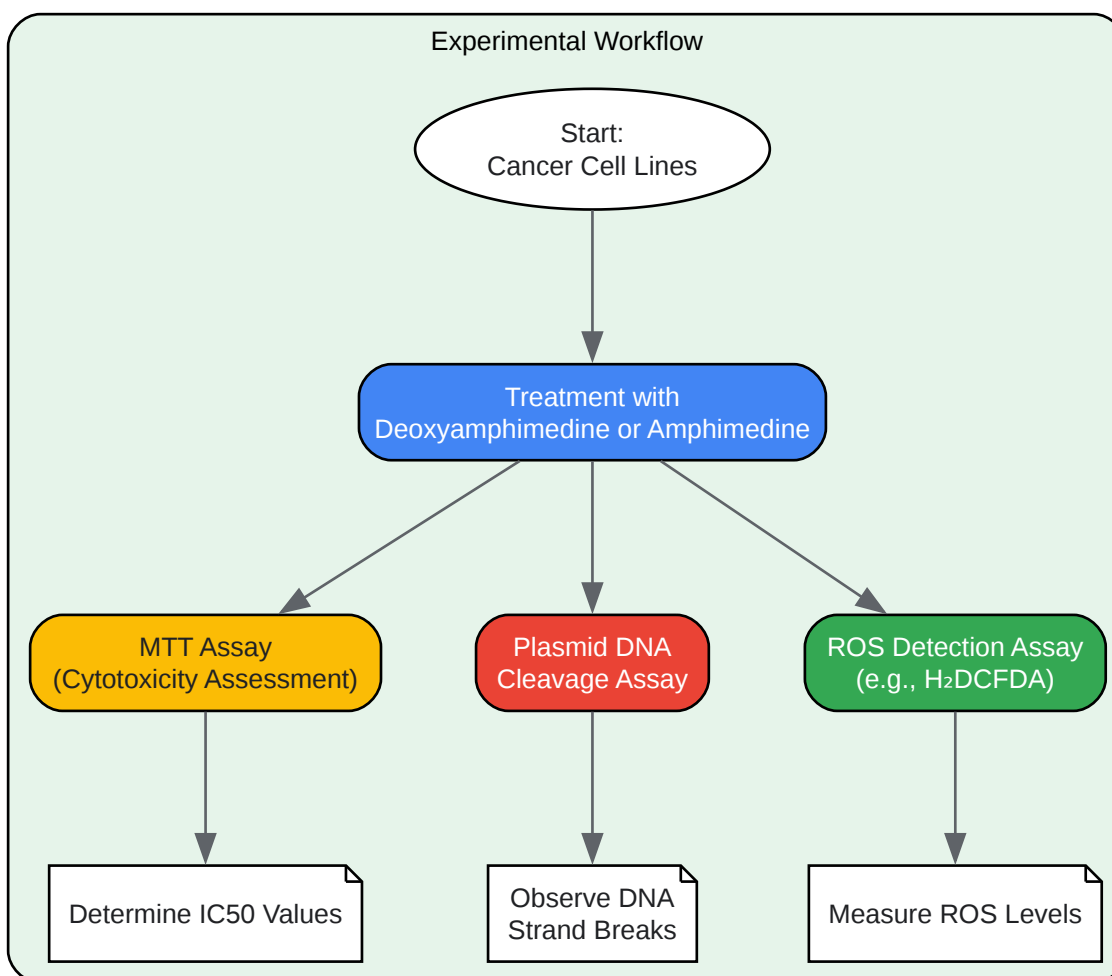 Experimental Workflow
Start:
Cancer Cell Lines
Treatment with
Deoxyamphimedine or Amphimedine
MTT Assay
(Cytotoxicity Assessment)
Plasmid DNA
Cleavage Assay
ROS Detection Assay
(e.g., H₂DCFDA)
Determine IC50 Values
Observe DNA
Strand Breaks
Measure ROS Levels